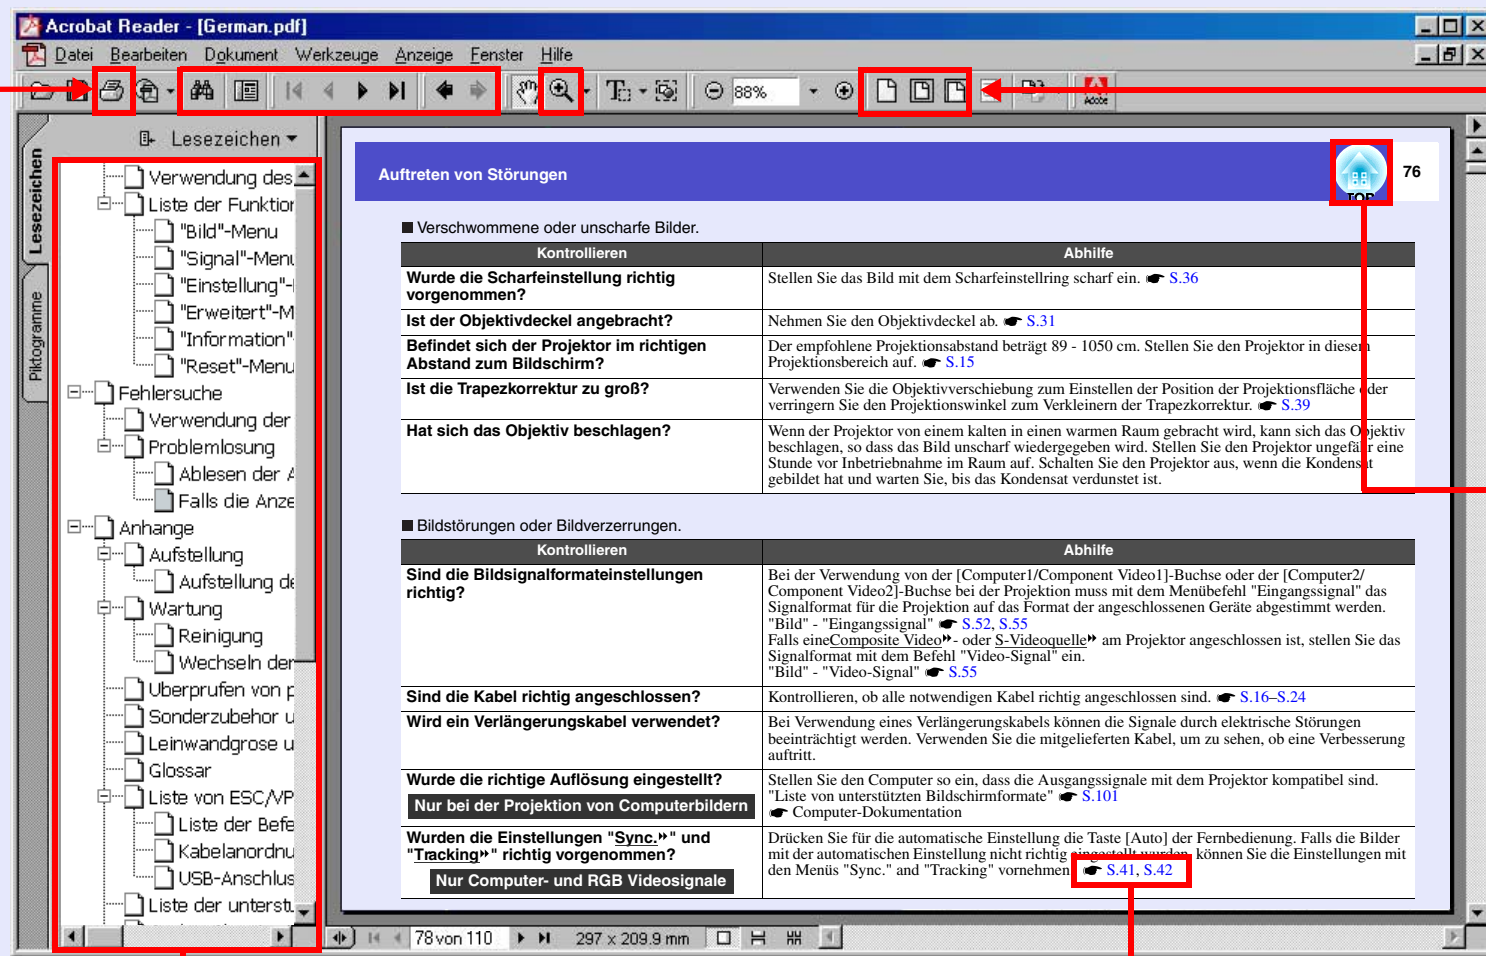 Acrobat Reader - [German.pdf]
Datei Bearbeiten Dokument Werkzeuge Anzeige Fenster Hilfe
88%
Adobe
Lesezeichen
Piktogramme
Lesezeichen
Verwendung des
Liste der Funktion
"Bild"-Menu
"Signal"-Menu
"Einstellung"-
"Erweitert"-M
"Information"
"Reset"-Menu
Fehlersuche
Verwendung der
Problemlosung
Ablesen der A
Falls die Anze
Anhange
Aufstellung
Aufstellung de
Wartung
Reinigung
Wechseln der
Uberprufen von p
Sonderzubehor u
Leinwandgrose u
Glossar
Liste von ESC/VP
Liste der Befe
Kabelanordnu
USB-Anschlus
Liste der unterstu
Auftreten von Störungen
TOP
76
Verschwommene oder unscharfe Bilder.
Kontrollieren Abhilfe
Wurde die Scharfeinstellung richtig
vorgenommen?
Stellen Sie das Bild mit dem Scharfeinstellring scharf ein. ☛ S.36
Ist der Objektivdeckel angebracht?
Nehmen Sie den Objektivdeckel ab. ☛ S.31
Befindet sich der Projektor im richtigen
Abstand zum Bildschirm?
Der empfohlene Projektionsabstand beträgt 89 - 1050 cm. Stellen Sie den Projektor in diesem
Projektionsbereich auf. ☛ S.15
Ist die Trapezkorrektur zu groß?
Verwenden Sie die Objektivverschiebung zum Einstellen der Position der Projektionsfläche oder
verringern Sie den Projektionswinkel zum Verkleinern der Trapezkorrektur. ☛ S.39
Hat sich das Objektiv beschlagen?
Wenn der Projektor von einem kalten in einen warmen Raum gebracht wird, kann sich das Objektiv
beschlagen, so dass das Bild unscharf wiedergegeben wird. Stellen Sie den Projektor ungefähr eine
Stunde vor Inbetriebnahme im Raum auf. Schalten Sie den Projektor aus, wenn die Kondensat
gebildet hat und warten Sie, bis das Kondensat verdunstet ist.
Bildstörungen oder Bildverzerrungen.
Kontrollieren Abhilfe
Sind die Bildsignalformateinstellungen
richtig?
Bei der Verwendung von der [Computer1/Component Video1]-Buchse oder der [Computer2/
Component Video2]-Buchse bei der Projektion muss mit dem Menübefehl "Eingangssignal" das
Signalformat für die Projektion auf das Format der angeschlossenen Geräte abgestimmt werden.
"Bild" - "Eingangssignal" ☛ S.52, S.55
Falls eineComposite Video - oder S-Videoquelle am Projektor angeschlossen ist, stellen Sie das
Signalformat mit dem Befehl "Video-Signal" ein.
"Bild" - "Video-Signal" ☛ S.55
Sind die Kabel richtig angeschlossen?
Kontrollieren, ob alle notwendigen Kabel richtig angeschlossen sind. ☛ S.16–S.24
Wird ein Verlängerungskabel verwendet?
Bei Verwendung eines Verlängerungskabels können die Signale durch elektrische Störungen
beeinträchtigt werden. Verwenden Sie die mitgelieferten Kabel, um zu sehen, ob eine Verbesserung
auftritt.
Wurde die richtige Auflösung eingestellt?
Nur bei der Projektion von Computerbildern
Stellen Sie den Computer so ein, dass die Ausgangssignale mit dem Projektor kompatibel sind.
"Liste von unterstützten Bildschirmformate" ☛ S.101
☛ Computer-Dokumentation
Wurden die Einstellungen "Sync." und
"Tracking" richtig vorgenommen?
Nur Computer- und RGB Videosignale
Drücken Sie für die automatische Einstellung die Taste [Auto] der Fernbedienung. Falls die Bilder
mit der automatischen Einstellung nicht richtig eingestellt wurden, können Sie die Einstellungen mit
den Menüs "Sync." and "Tracking" vornehmen ☛ S.41, S.42
78 von 110 297 x 209.9 mm